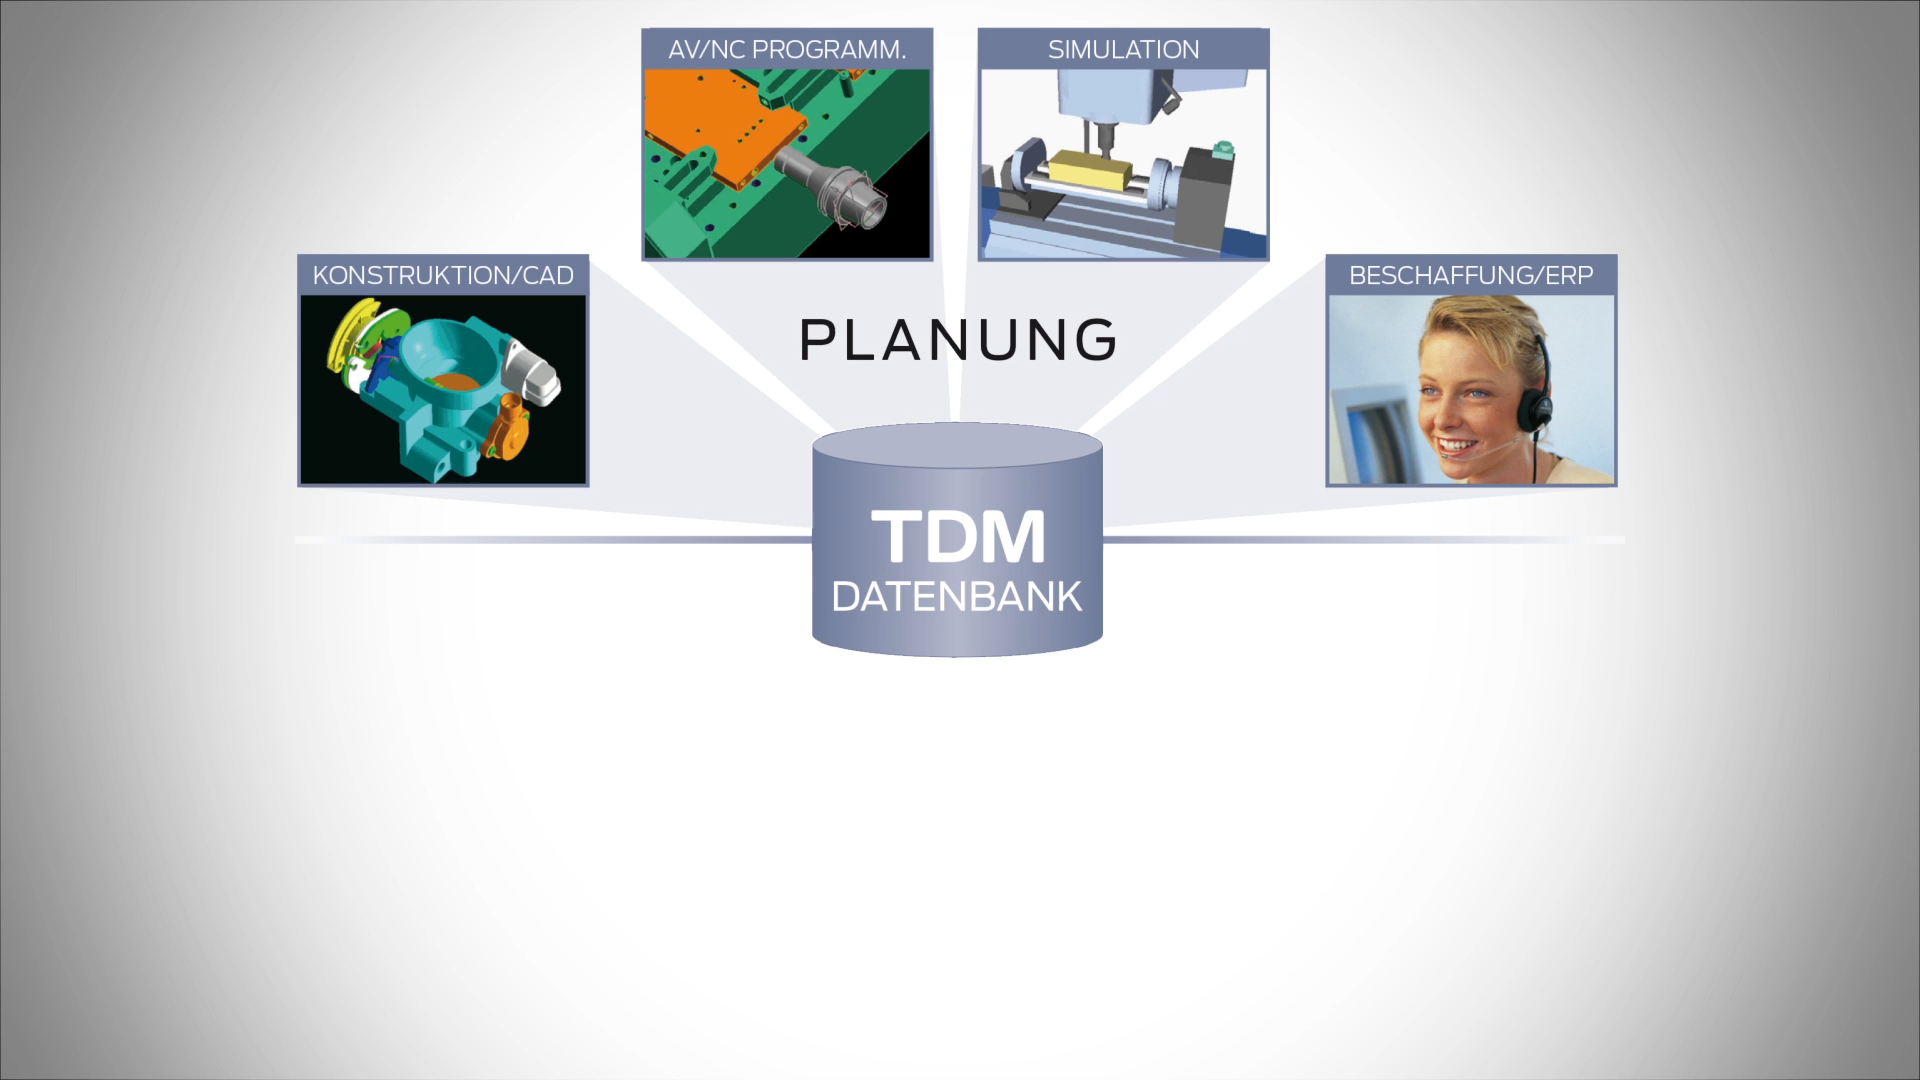 AV/NC PROGRAMM.
SIMULATION
KONSTRUKTION/CAD
BESCHAFFUNG/ERP
PLANUNG
TDM
DATENBANK